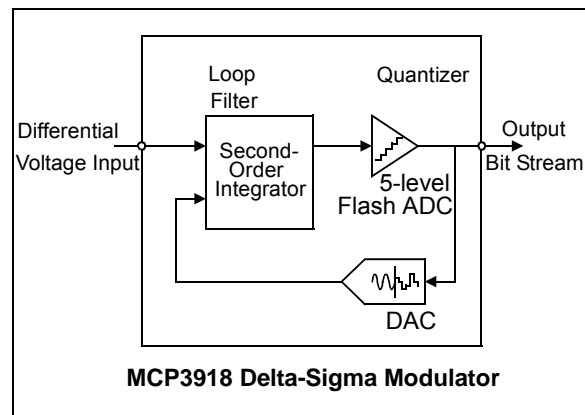 Loop
Filter
Quantizer
Differential
Voltage Input
Second-
Order
Integrator
Output
Bit Stream
5-level
Flash ADC
DAC
MCP3918 Delta-Sigma Modulator